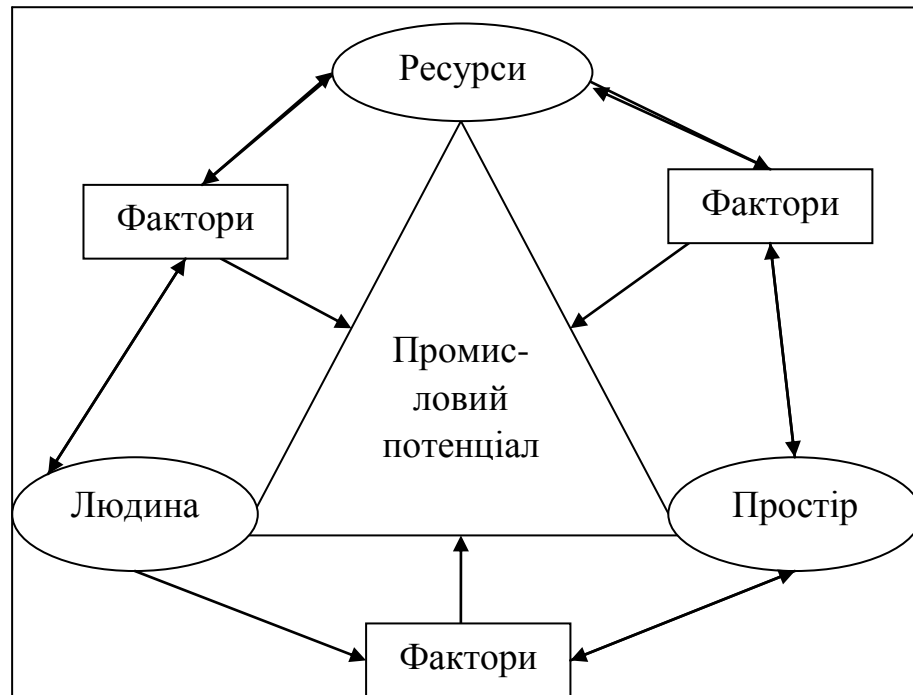 Ресурси
Фактори
Фактори
Промис-
ловий
потенціал
Людина
Простір
Фактори